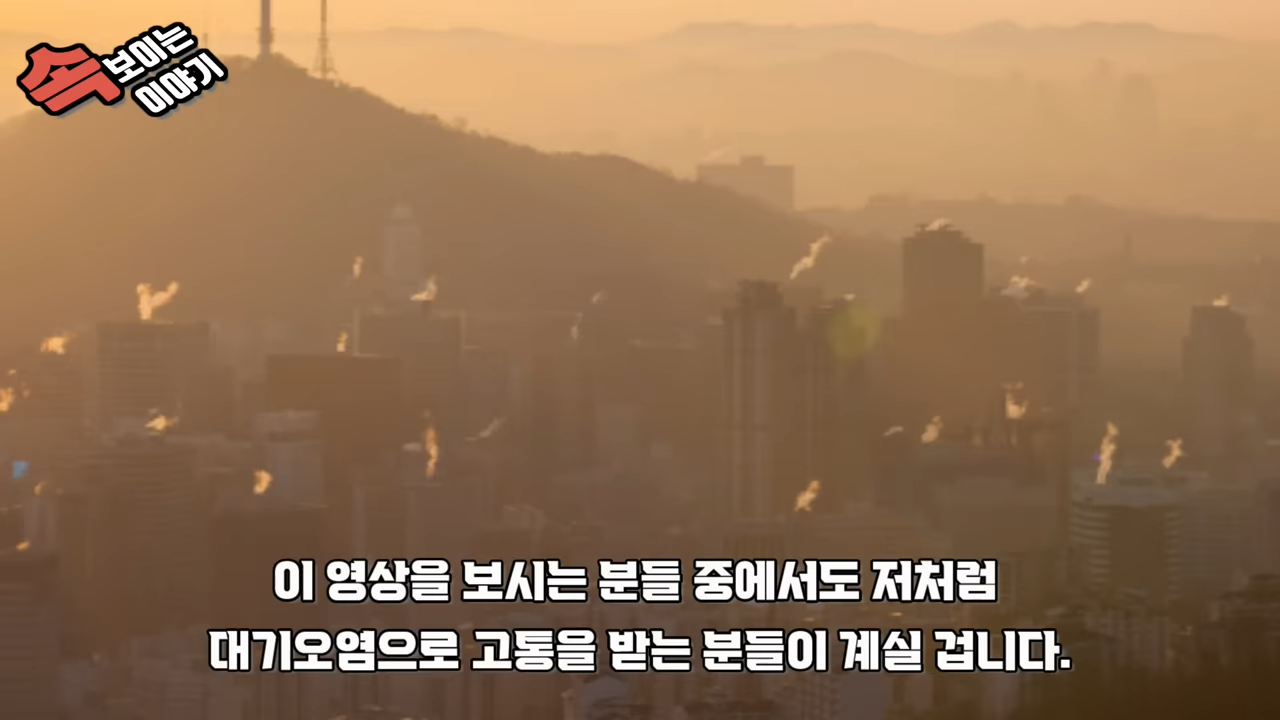 속
보이는
이야기
이 영상을 보시는 분들 중에서도 저처럼
대기오염으로 고통을 받는 분들이 계실 겁니다.